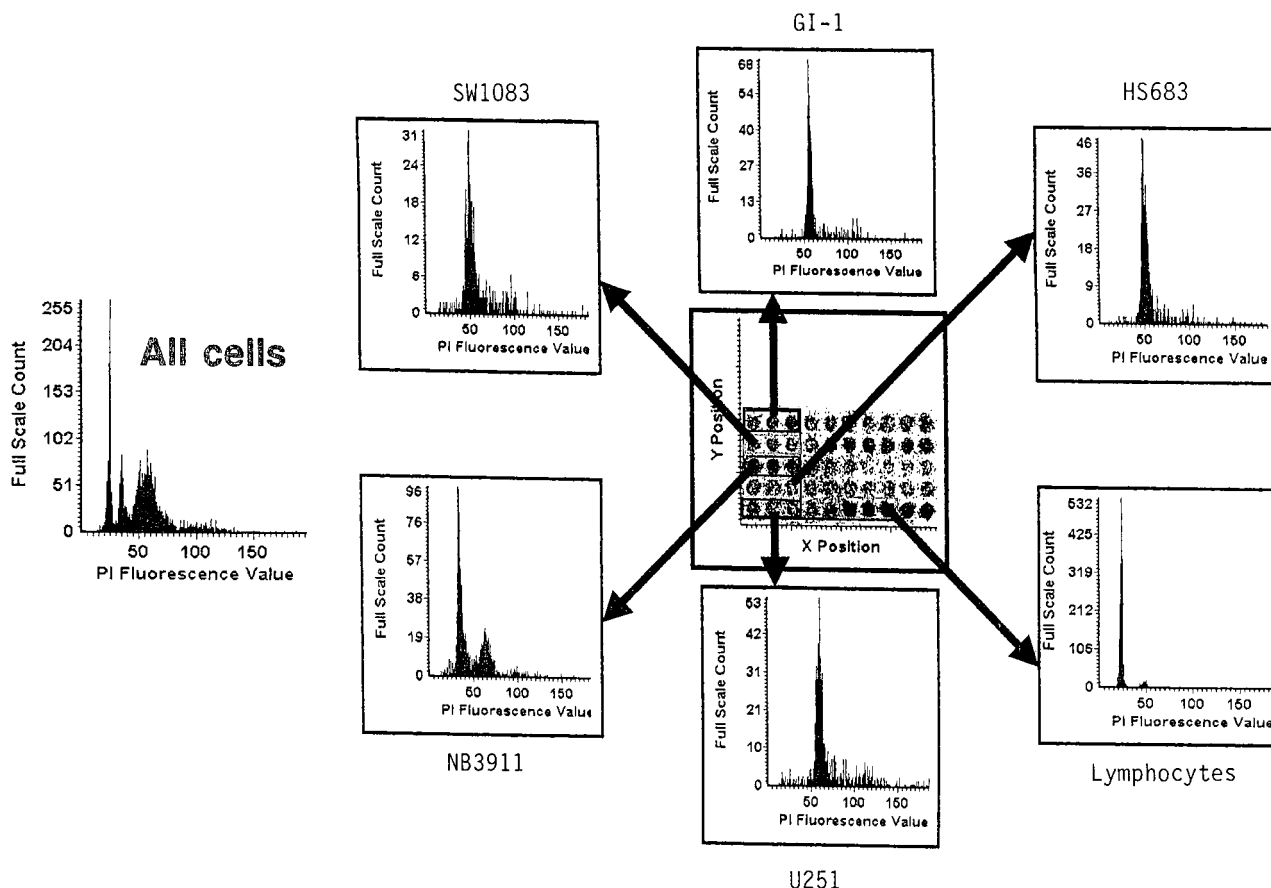 GI-1
68
54
40
27
13
0
Full Scale Count
50 100 150
PI Fluorescence Value
SW1083
31
24
18
12
6
0
Full Scale Count
50 100 150
PI Fluorescence Value
HS683
46
36
27
18
9
0
Full Scale Count
50 100 150
PI Fluorescence Value
All cells
255
204
153
102
51
0
Full Scale Count
50 100 150
PI Fluorescence Value
Y Position
X Position
96
76
57
38
19
0
Full Scale Count
50 100 150
PI Fluorescence Value
NB3911
53
42
31
21
10
0
Full Scale Count
50 100 150
PI Fluorescence Value
U251
532
425
319
212
106
0
Full Scale Count
50 100 150
PI Fluorescence Value
Lymphocytes